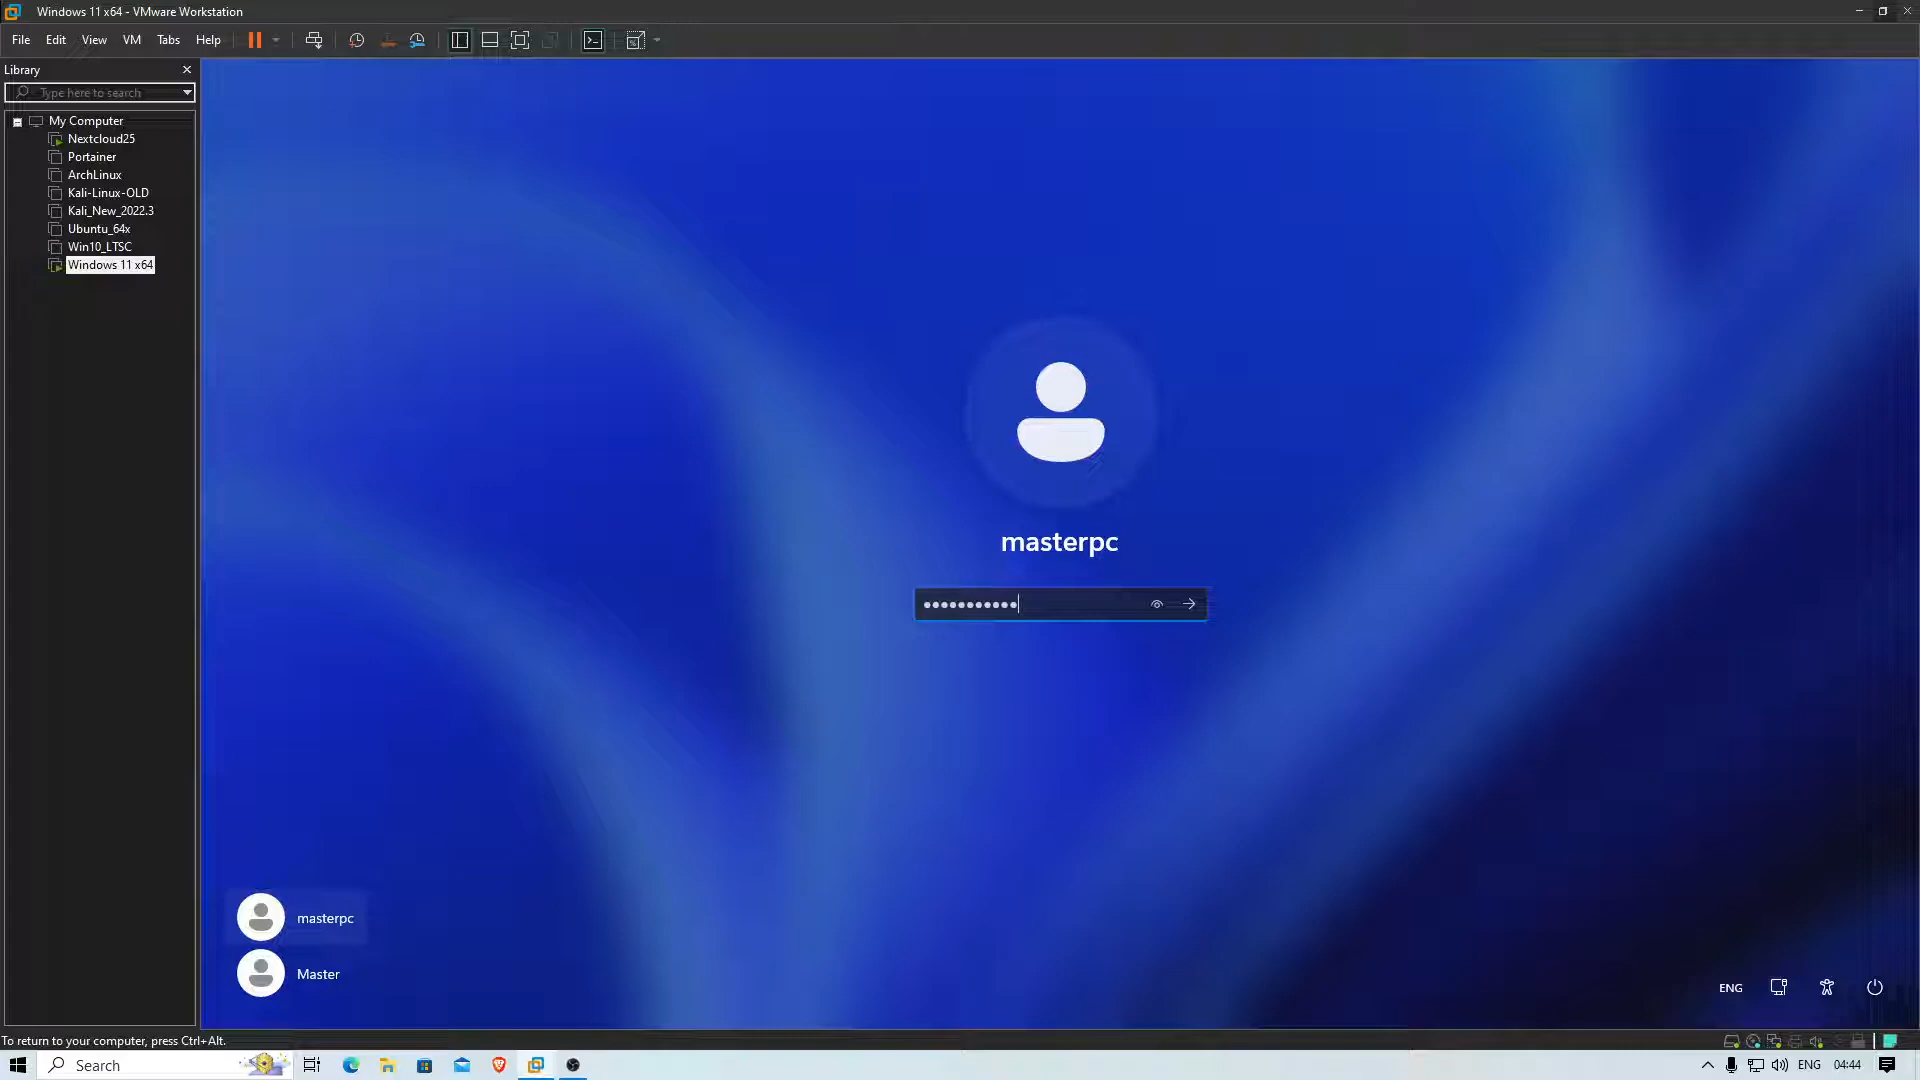 Windows 11 x64 - VMware Workstation
File Edit View VM Tabs Help
Library
Type here to search
My Computer
Nextcloud25
Portainer
ArchLinux
Kali-Linux-OLD
Kali_New_2022.3
Ubuntu_64x
Win10_LTSC
Windows 11 x64
masterpc
masterpc
Master
ENG
To return to your computer, press Ctrl+Alt.
Search
ENG
04:44